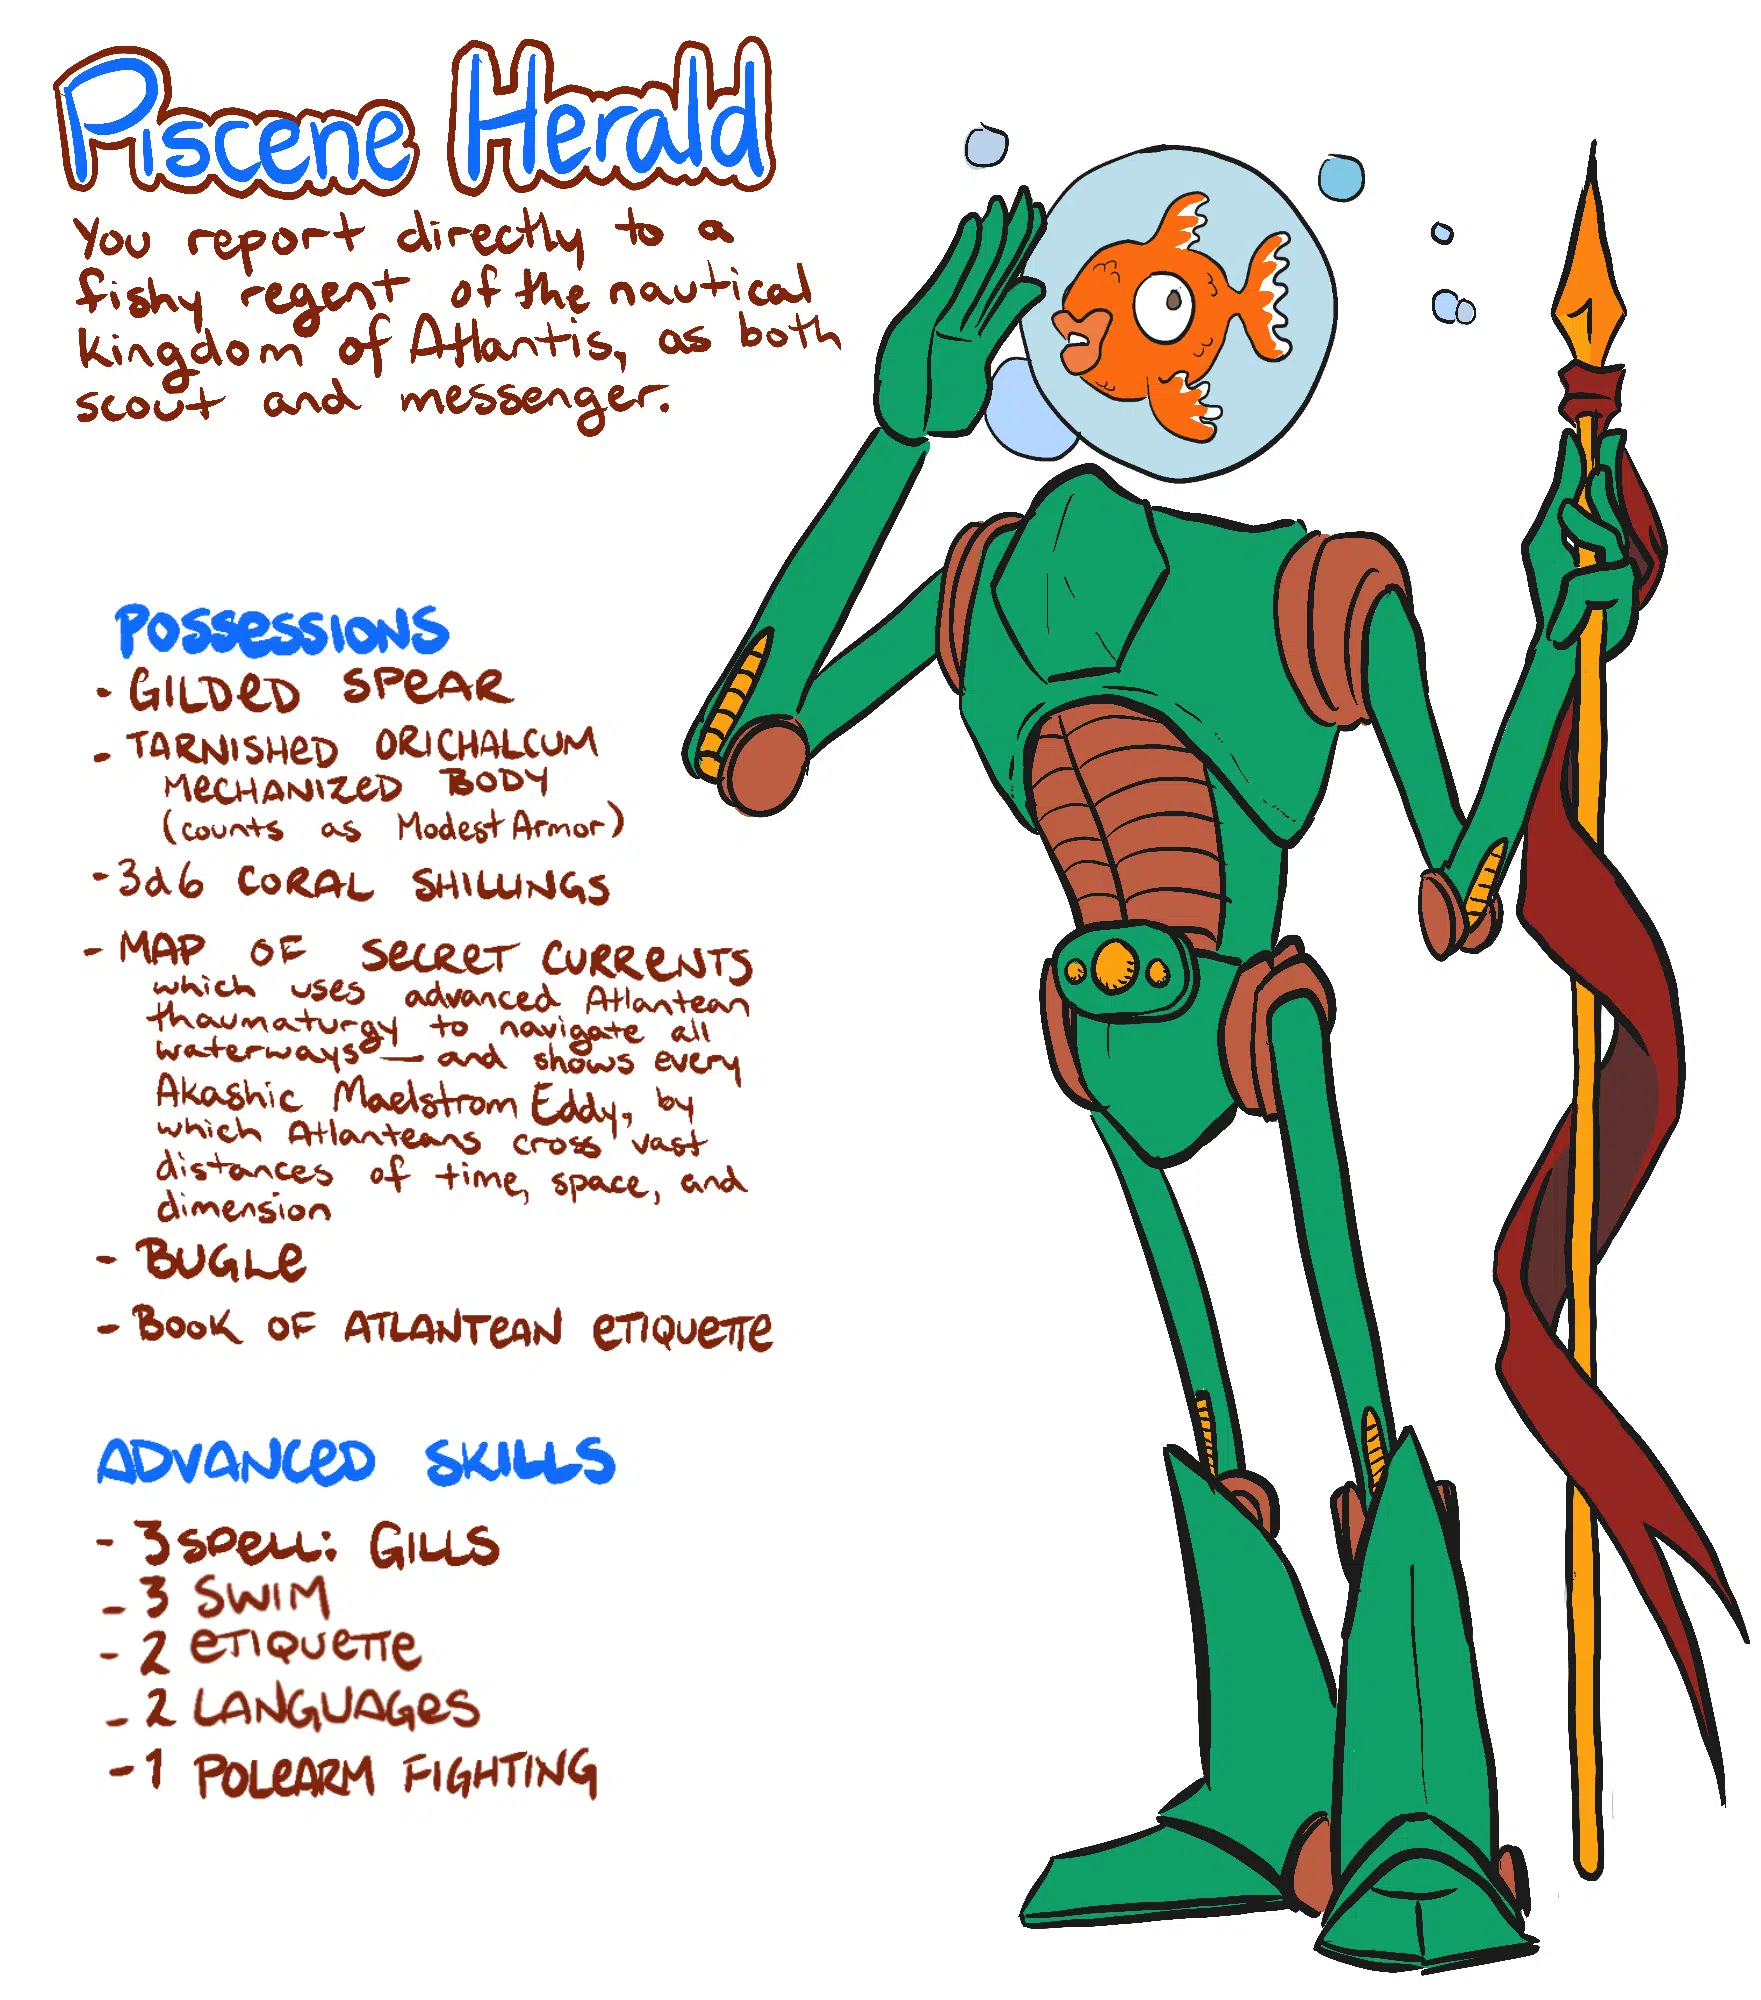 Piscene Herald
You report directly to a
fishy regent of the nautical
kingdom of Atlantis, as both
scout and messenger.
POSSESSIONS
- GILDED SPEAR
- TARNISHED ORICHALCUM
MECHANIZED BODY
(counts as Modest Armor)
- 3d6 CORAL SHILLINGS
- MAP OF SECRET CURRENTS
which uses advanced Atlantean
thaumaturgy to navigate all
waterways — and shows every
Akashic Maelstrom Eddy, by
which Atlanteans cross vast
distances of time, space, and
dimension
- BUGLE
- BOOK OF ATLANTEAN ETIQUETTE
ADVANCED SKILLS
- 3 SPELL: GILLS
- 3 SWIM
- 2 ETIQUETTE
- 2 LANGUAGES
- 1 POLEARM FIGHTING